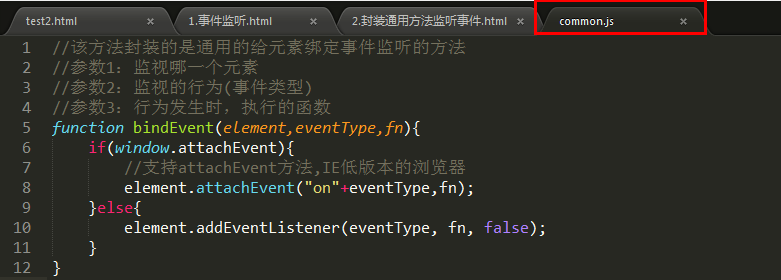 test2.html × 1.事件监听.html × 2.封装通用方法监听事件.html × common.js ×
1 //该方法封装的是通用的给元素绑定事件监听的方法
2 //参数1：监视哪一个元素
3 //参数2：监视的行为(事件类型)
4 //参数3：行为发生时，执行的函数
5 function bindEvent(element,eventType,fn){
6 if(window.attachEvent){
7 //支持attachEvent方法,IE低版本的浏览器
8 element.attachEvent("on"+eventType,fn);
9 }else{
10 element.addEventListener(eventType, fn, false);
11 }
12 }